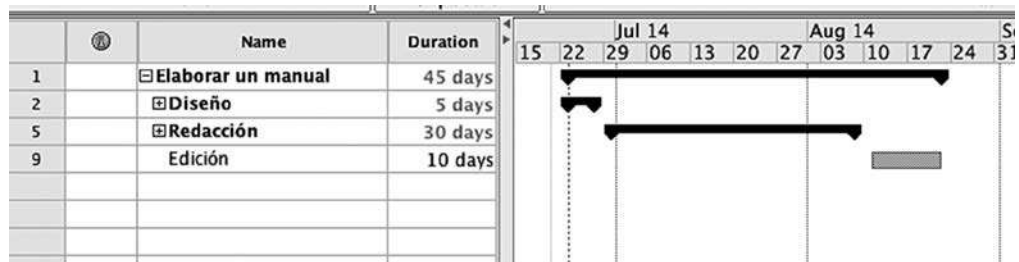 Name Duration Jul 14 Aug 14
15 22 29 06 13 20 27 03 10 17 24 31
1 Elaborar un manual 45 days
2 Diseño 5 days
5 Redacción 30 days
9 Edición 10 days